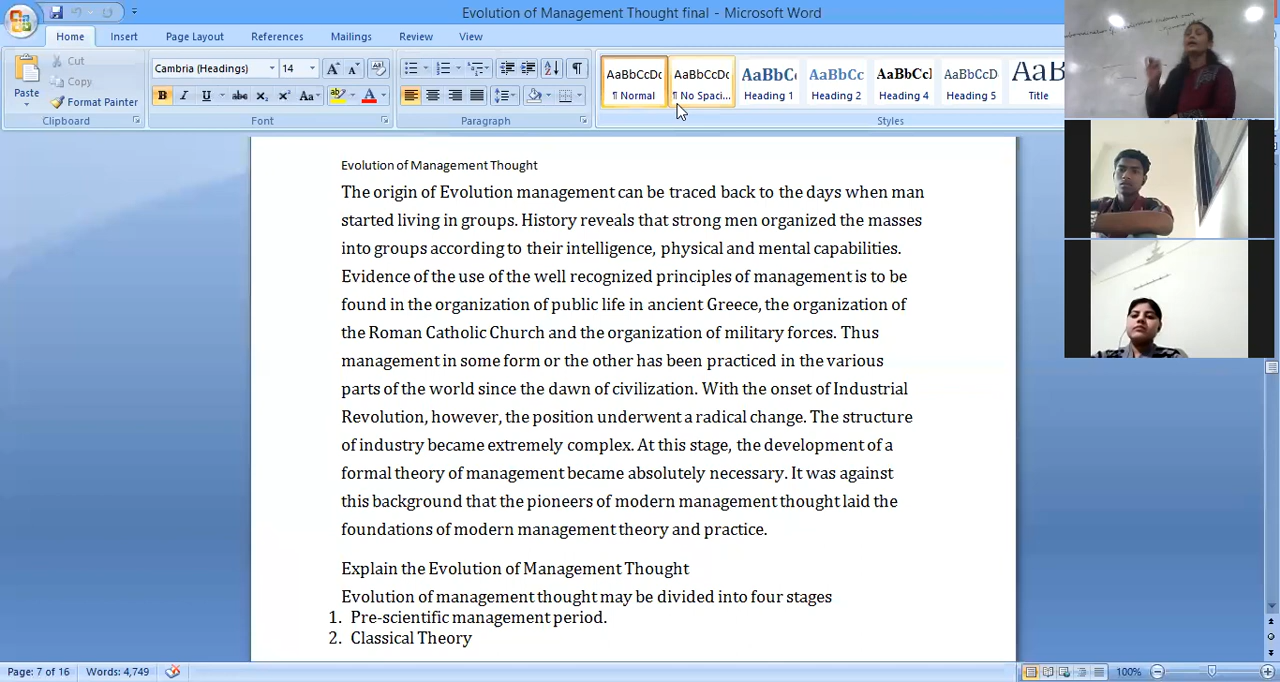 Evolution of Management Thought final - Microsoft Word
Home Insert Page Layout References Mailings Review View
Paste
Cut
Copy
Format Painter
Clipboard
Cambria (Headings) 14
Font
Paragraph
AaBbCcDc AaBbCcDc AaBbC AaBbCc AaBbCcI AaBbCcD AaB
¶ Normal ¶ No Spaci... Heading 1 Heading 2 Heading 4 Heading 5 Title
Styles
Evolution of Management Thought
The origin of Evolution management can be traced back to the days when man
started living in groups. History reveals that strong men organized the masses
into groups according to their intelligence, physical and mental capabilities.
Evidence of the use of the well recognized principles of management is to be
found in the organization of public life in ancient Greece, the organization of
the Roman Catholic Church and the organization of military forces. Thus
management in some form or the other has been practiced in the various
parts of the world since the dawn of civilization. With the onset of Industrial
Revolution, however, the position underwent a radical change. The structure
of industry became extremely complex. At this stage, the development of a
formal theory of management became absolutely necessary. It was against
this background that the pioneers of modern management thought laid the
foundations of modern management theory and practice.
Explain the Evolution of Management Thought
Evolution of management thought may be divided into four stages
1. Pre-scientific management period.
2. Classical Theory
Page: 7 of 16 Words: 4,749 100%